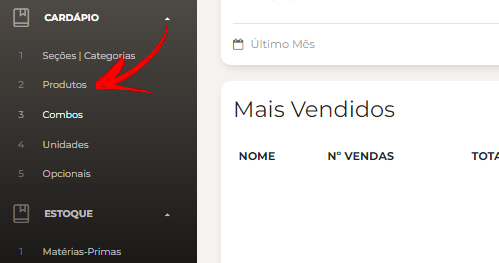 CARDÁPIO
1 Seções | Categorias
2 Produtos
3 Combos
4 Unidades
5 Opcionais
ESTOQUE
1 Matérias-Primas
Último Mês
Mais Vendidos
NOME Nº VENDAS TOTA